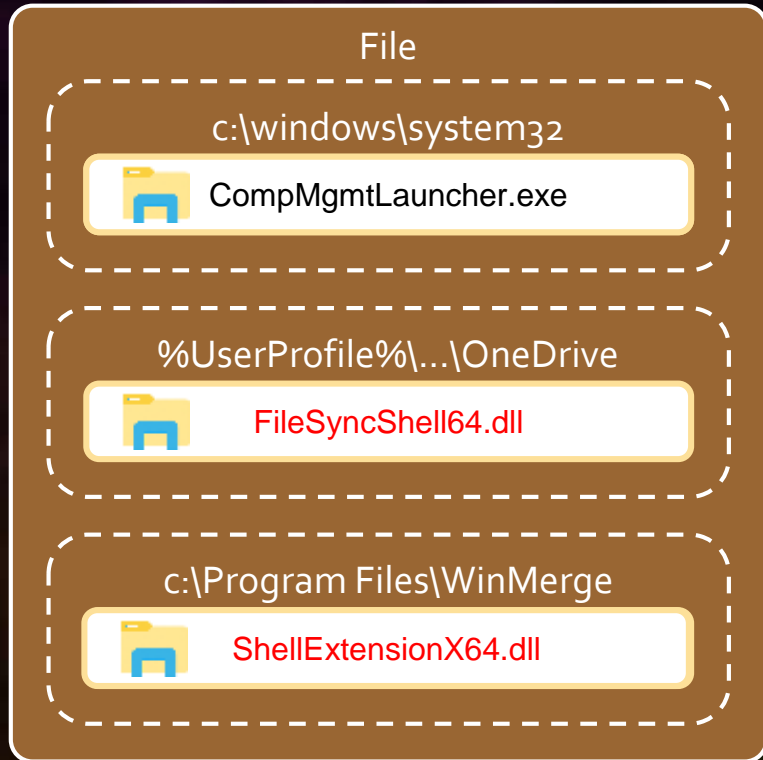 File
c:\windows\system32
CompMgmtLauncher.exe
%UserProfile%\...\OneDrive
FileSyncShell64.dll
c:\Program Files\WinMerge
ShellExtensionX64.dll